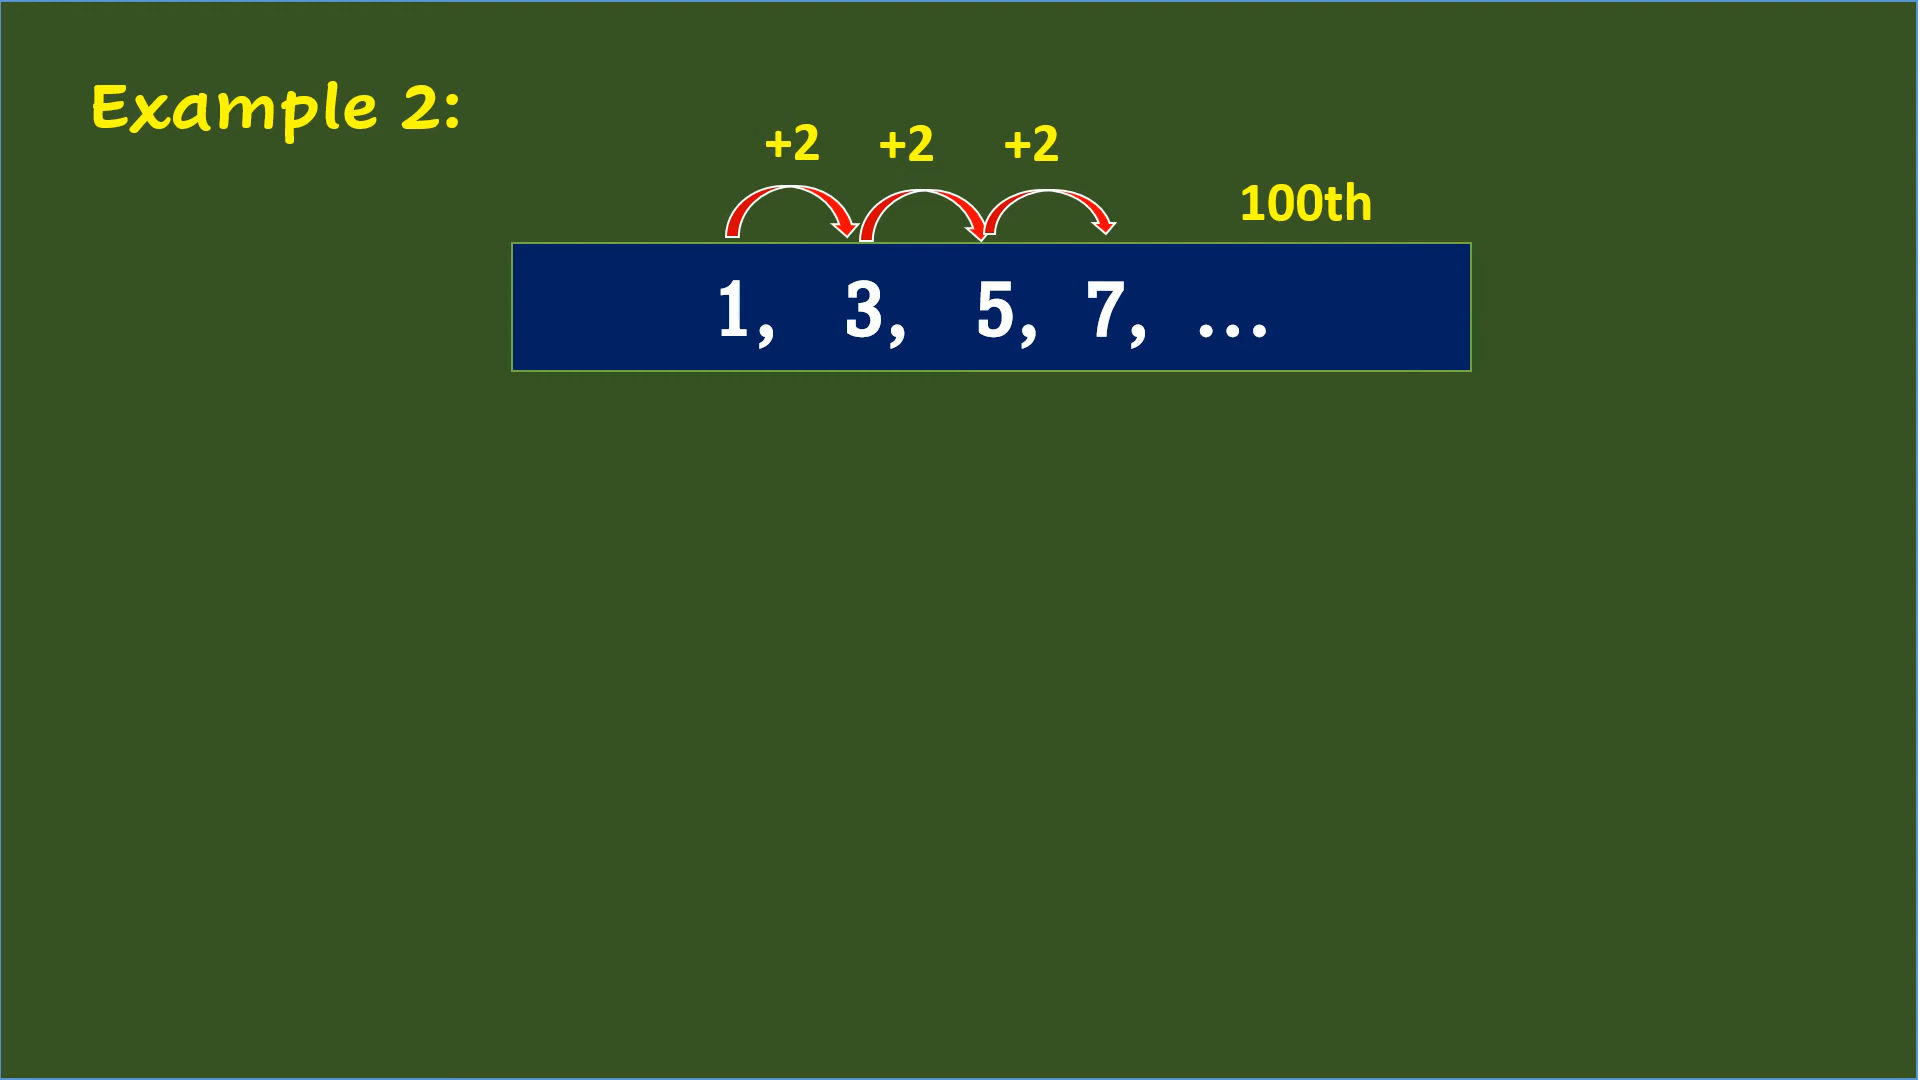 Example 2:
+2 +2 +2
100th
1, 3, 5, 7, ...